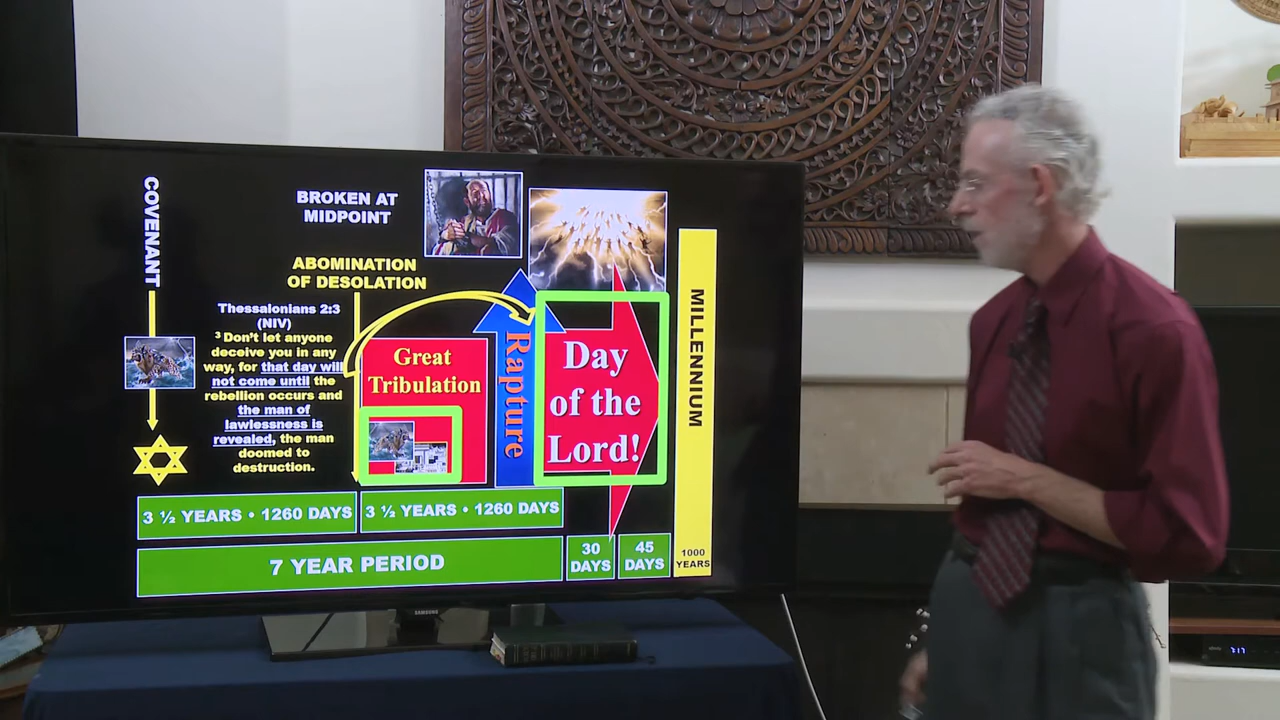 COVENANT
BROKEN AT
MIDPOINT
ABOMINATION
OF DESOLATION
Thessalonians 2:3
(NIV)
3 Don't let anyone
deceive you in any
way, for that day will
not come until the
rebellion occurs and
the man of
lawlessness is
revealed, the man
doomed to
destruction.
Great
Tribulation
Rapture
Day
of the
Lord!
MILLENNIUM
1000
YEARS
3 ½ YEARS • 1260 DAYS
3 ½ YEARS • 1260 DAYS
7 YEAR PERIOD
30
DAYS
45
DAYS
SAMSUNG